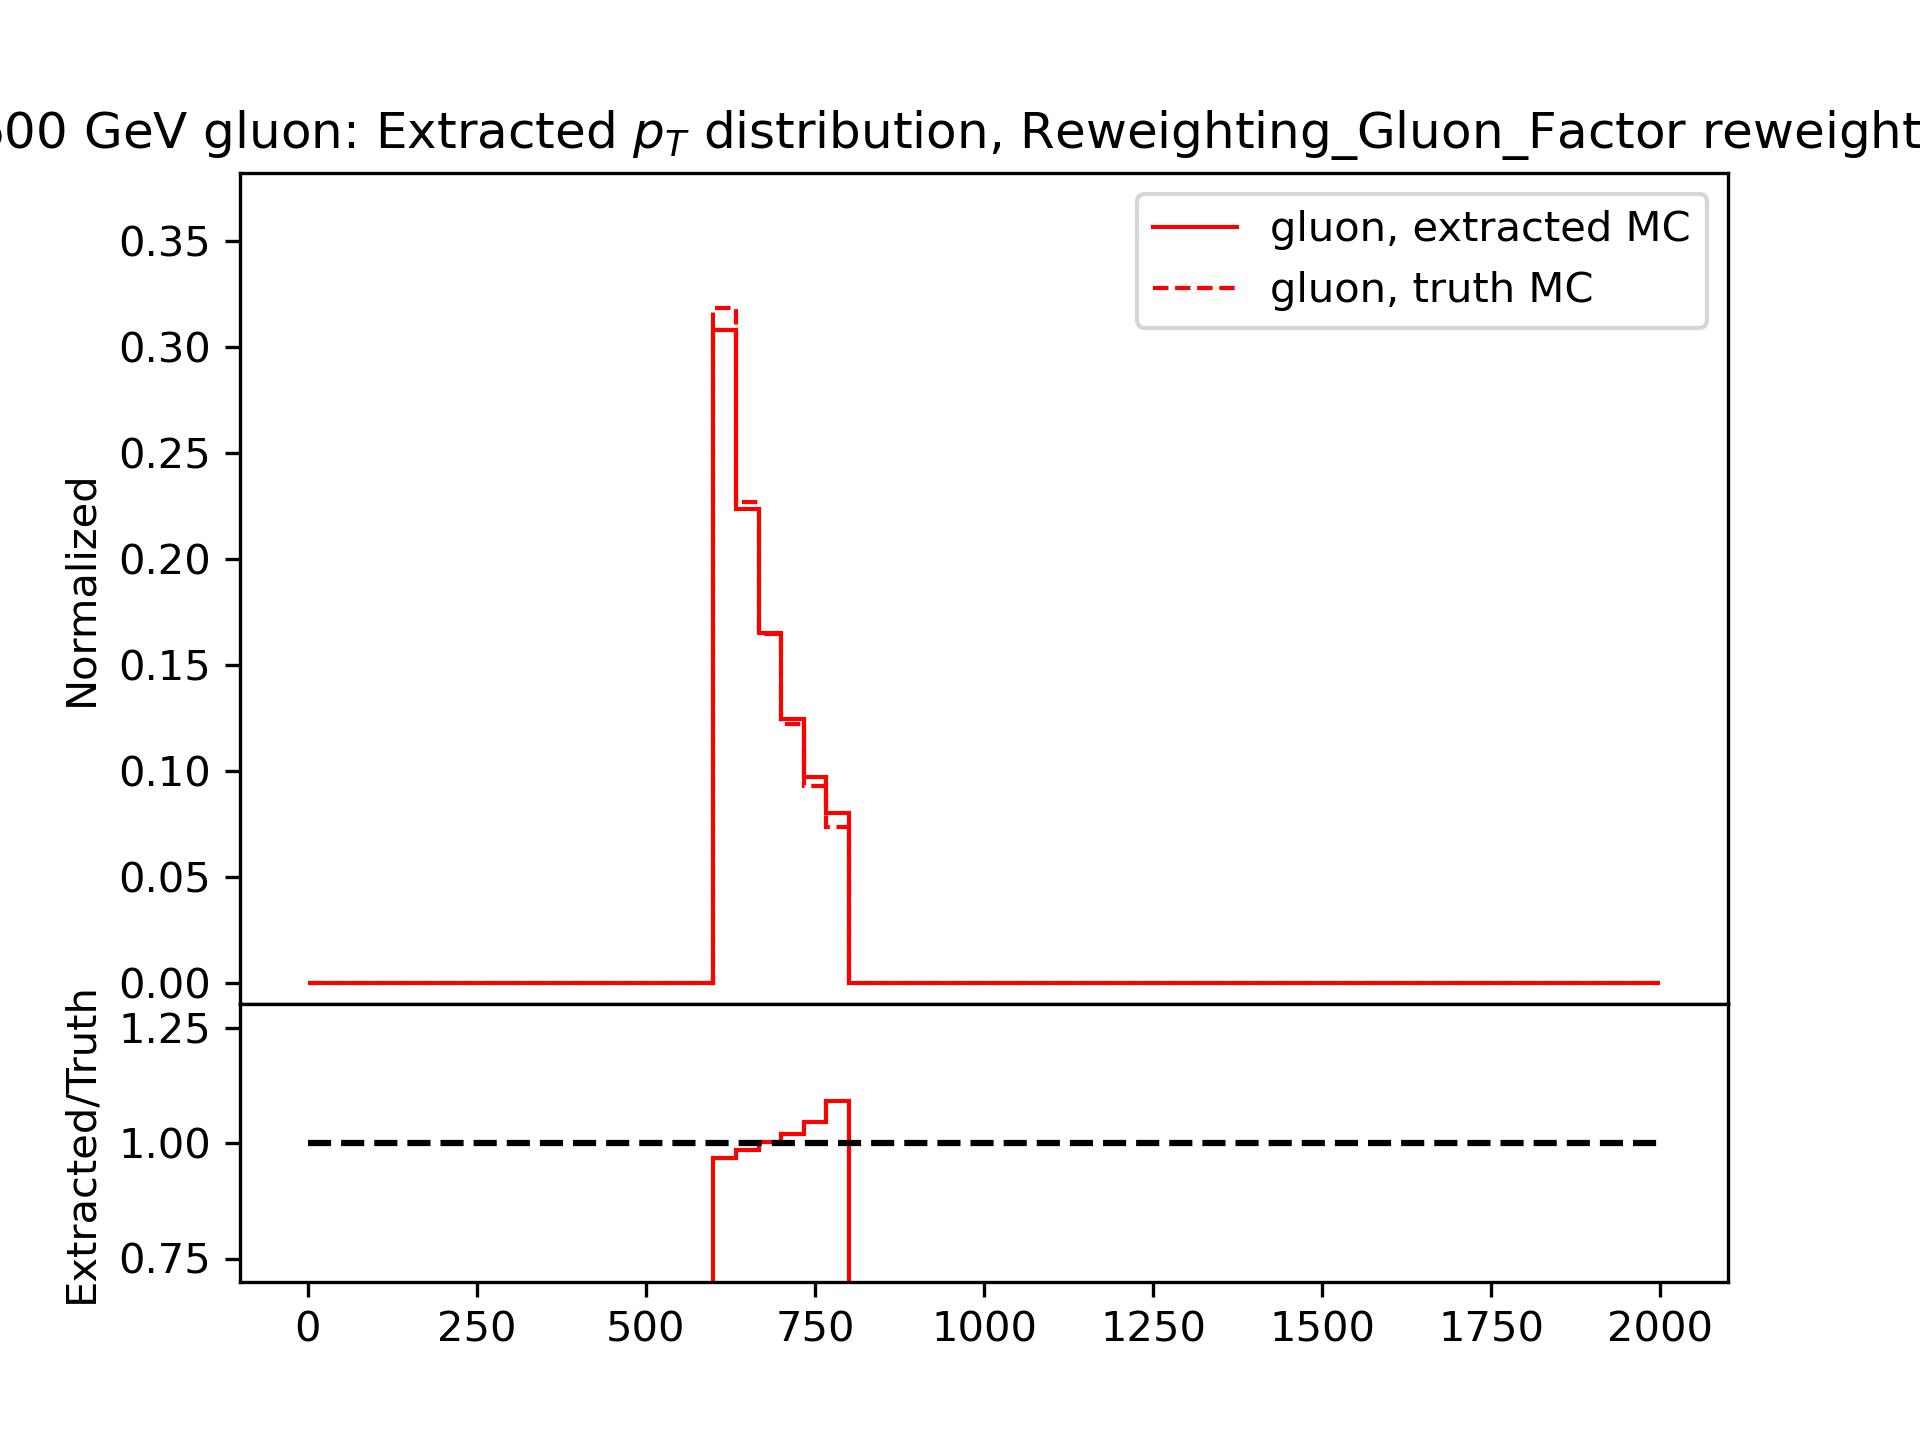 00 GeV gluon: Extracted p_T distribution, Reweighting_Gluon_Factor reweight
gluon, extracted MC
gluon, truth MC
Normalized
0.35
0.30
0.25
0.20
0.15
0.10
0.05
0.00
Extracted/Truth
1.25
1.00
0.75
0 250 500 750 1000 1250 1500 1750 2000